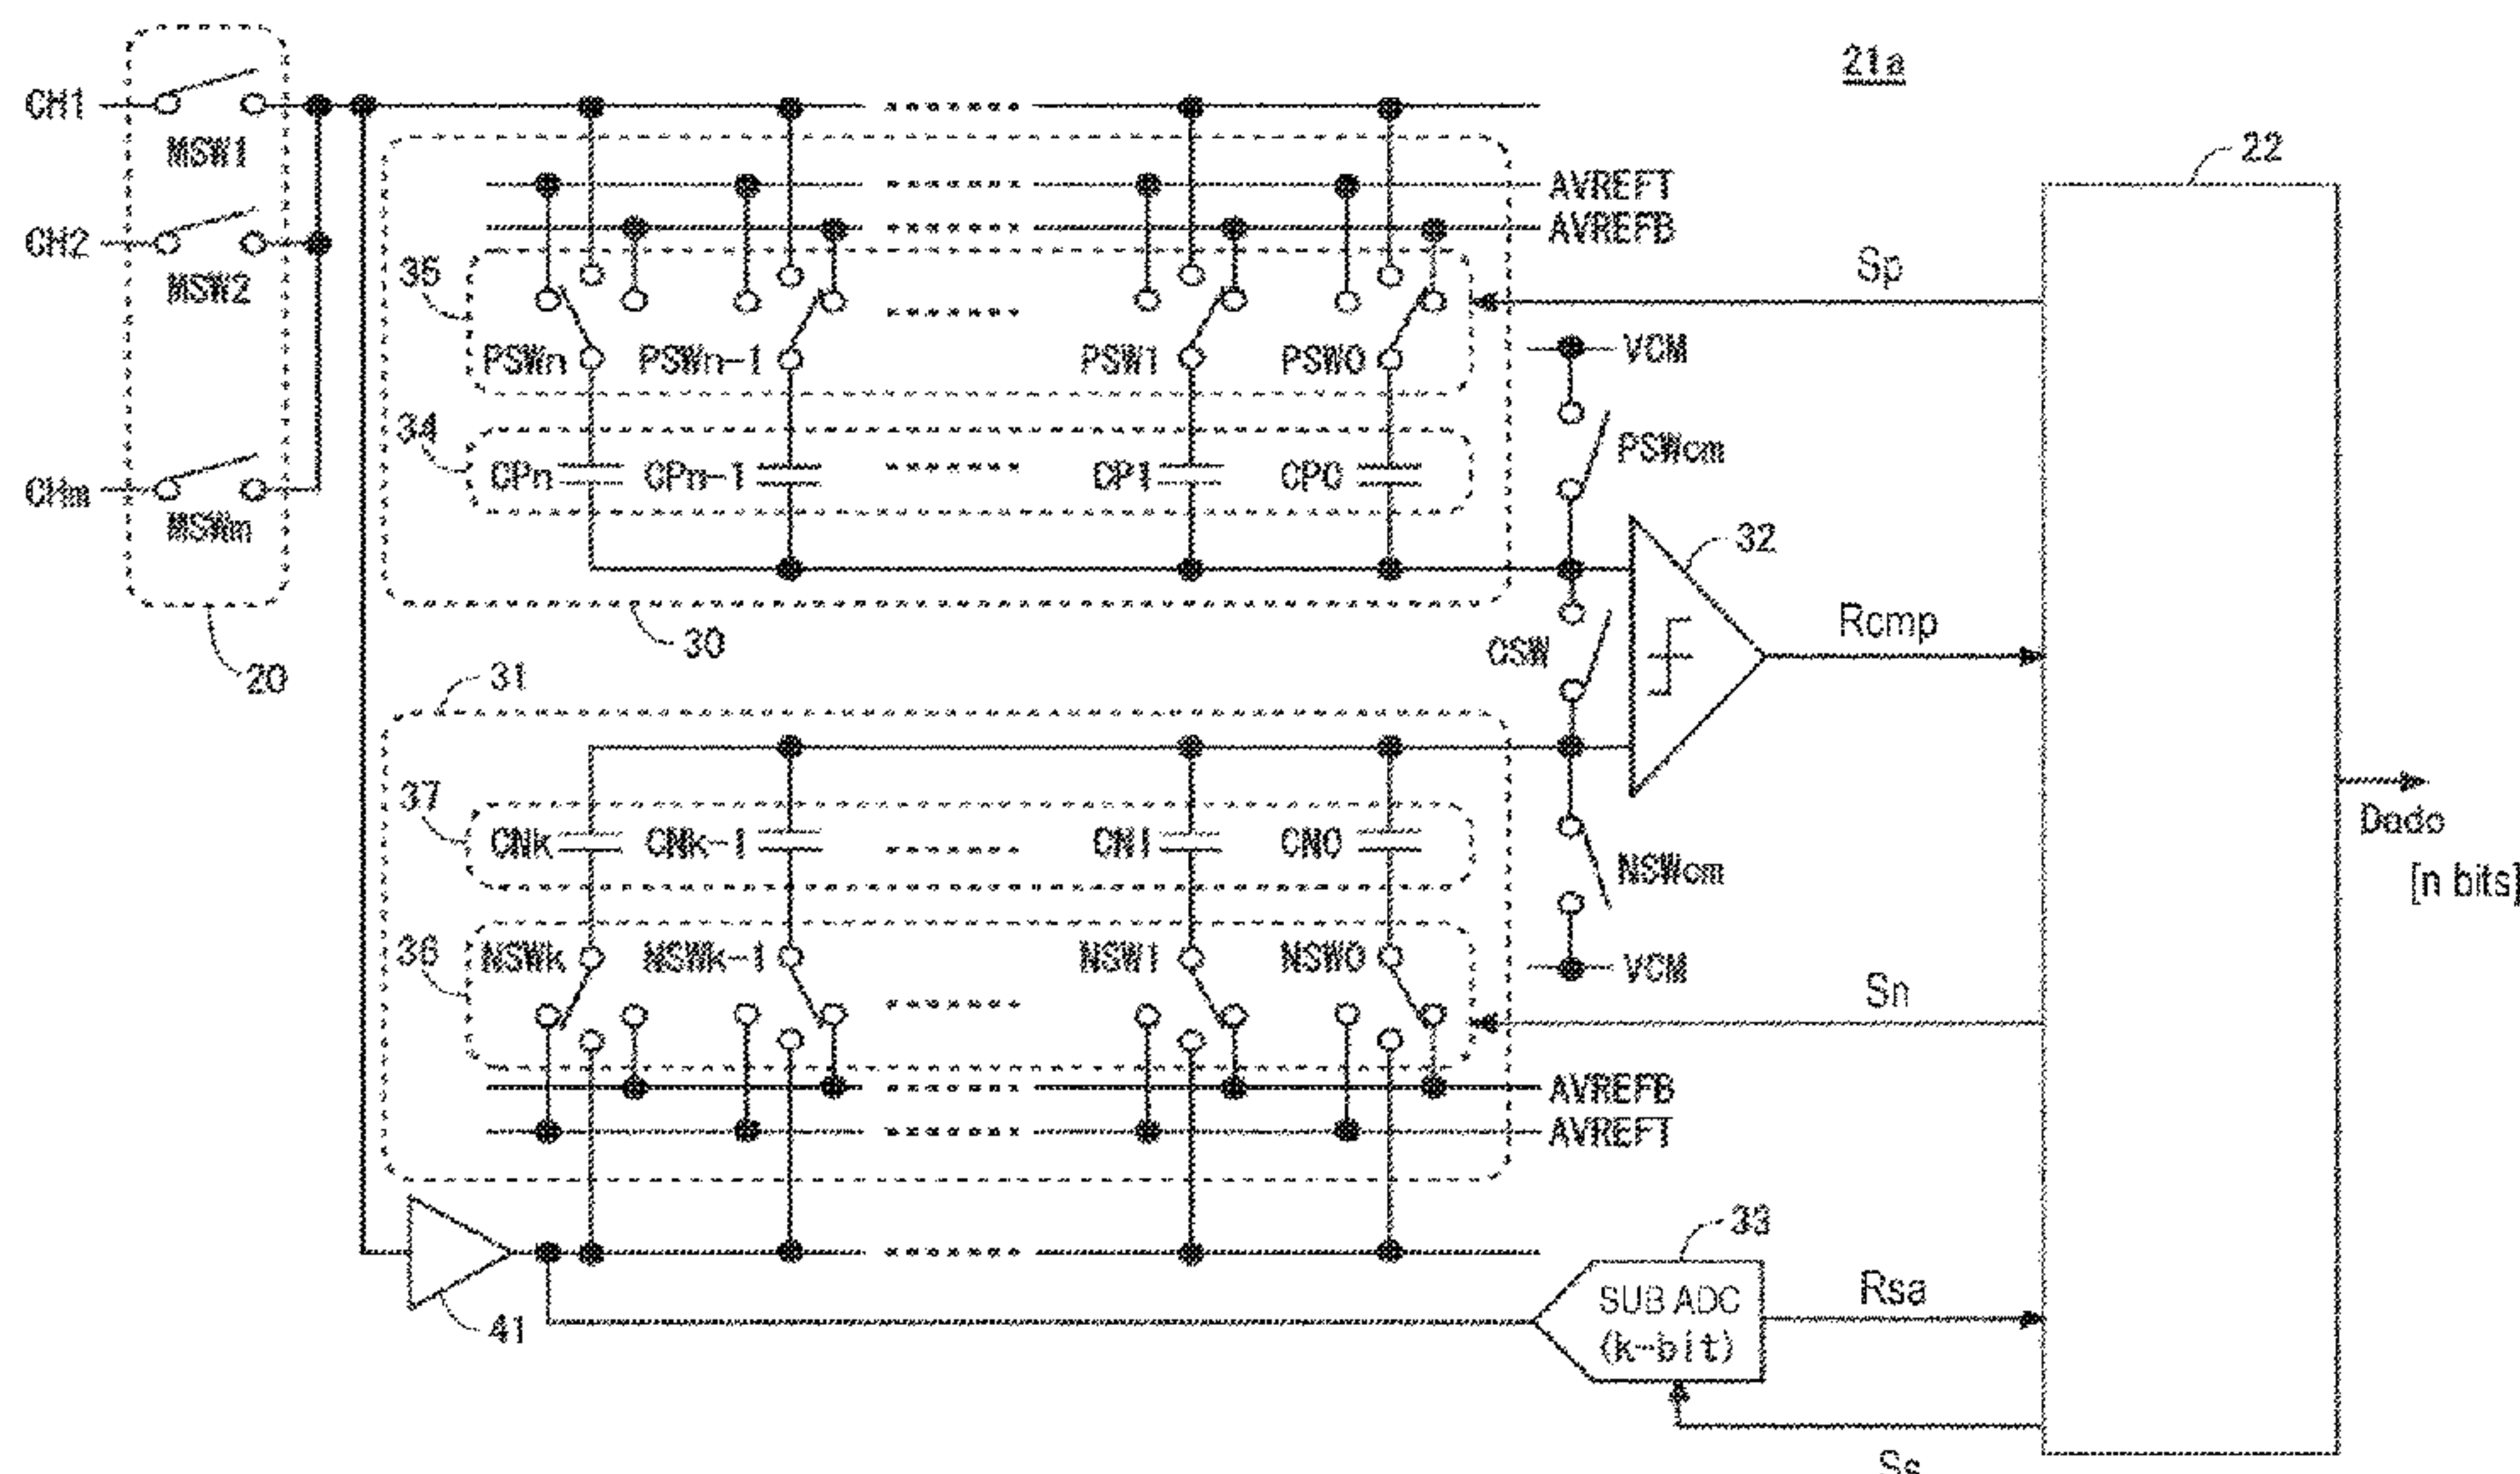 21a
CH1
MSW1
CH2
MSW2
CHm
MSWm
20
AVREFT
AVREFB
35
PSWn
PSWn-1
PSW1
PSW0
34
CPn
CPn-1
CP1
CP0
30
Sp
22
VCM
PSWcm
32
CSW
Rcmp
31
37
CNk
CNk-1
CN1
CN0
NSWcm
VCM
36
NSWk
NSWk-1
NSW1
NSW0
Sn
AVREFB
AVREFT
Dado
[n bits]
41
33
SUB ADC
(k-bit)
Rsa
Ss